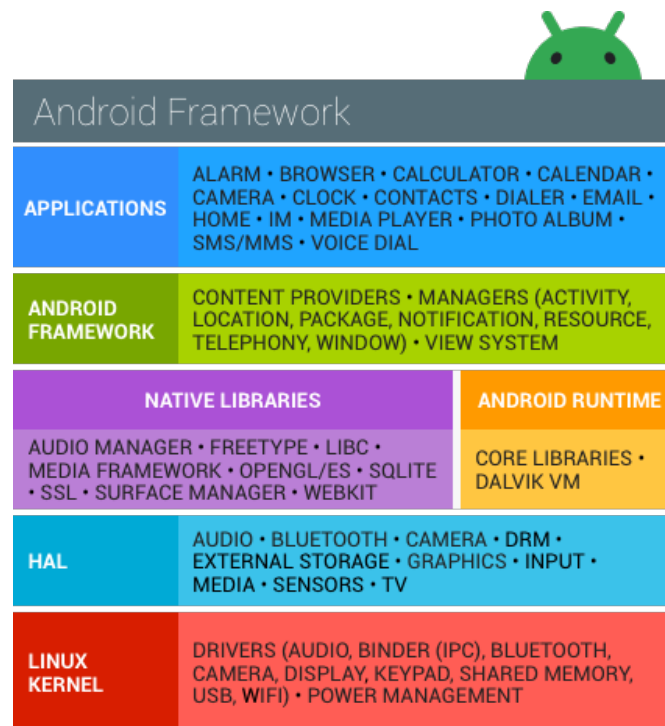 Android Framework
APPLICATIONS
ALARM • BROWSER • CALCULATOR • CALENDAR •
CAMERA • CLOCK • CONTACTS • DIALER • EMAIL •
HOME • IM • MEDIA PLAYER • PHOTO ALBUM •
SMS/MMS • VOICE DIAL
ANDROID
FRAMEWORK
CONTENT PROVIDERS • MANAGERS (ACTIVITY,
LOCATION, PACKAGE, NOTIFICATION, RESOURCE,
TELEPHONY, WINDOW) • VIEW SYSTEM
NATIVE LIBRARIES
AUDIO MANAGER • FREETYPE • LIBC •
MEDIA FRAMEWORK • OPENGL/ES • SQLITE
• SSL • SURFACE MANAGER • WEBKIT
ANDROID RUNTIME
CORE LIBRARIES •
DALVIK VM
HAL
AUDIO • BLUETOOTH • CAMERA • DRM •
EXTERNAL STORAGE • GRAPHICS • INPUT •
MEDIA • SENSORS • TV
LINUX
KERNEL
DRIVERS (AUDIO, BINDER (IPC), BLUETOOTH,
CAMERA, DISPLAY, KEYPAD, SHARED MEMORY,
USB, WIFI) • POWER MANAGEMENT